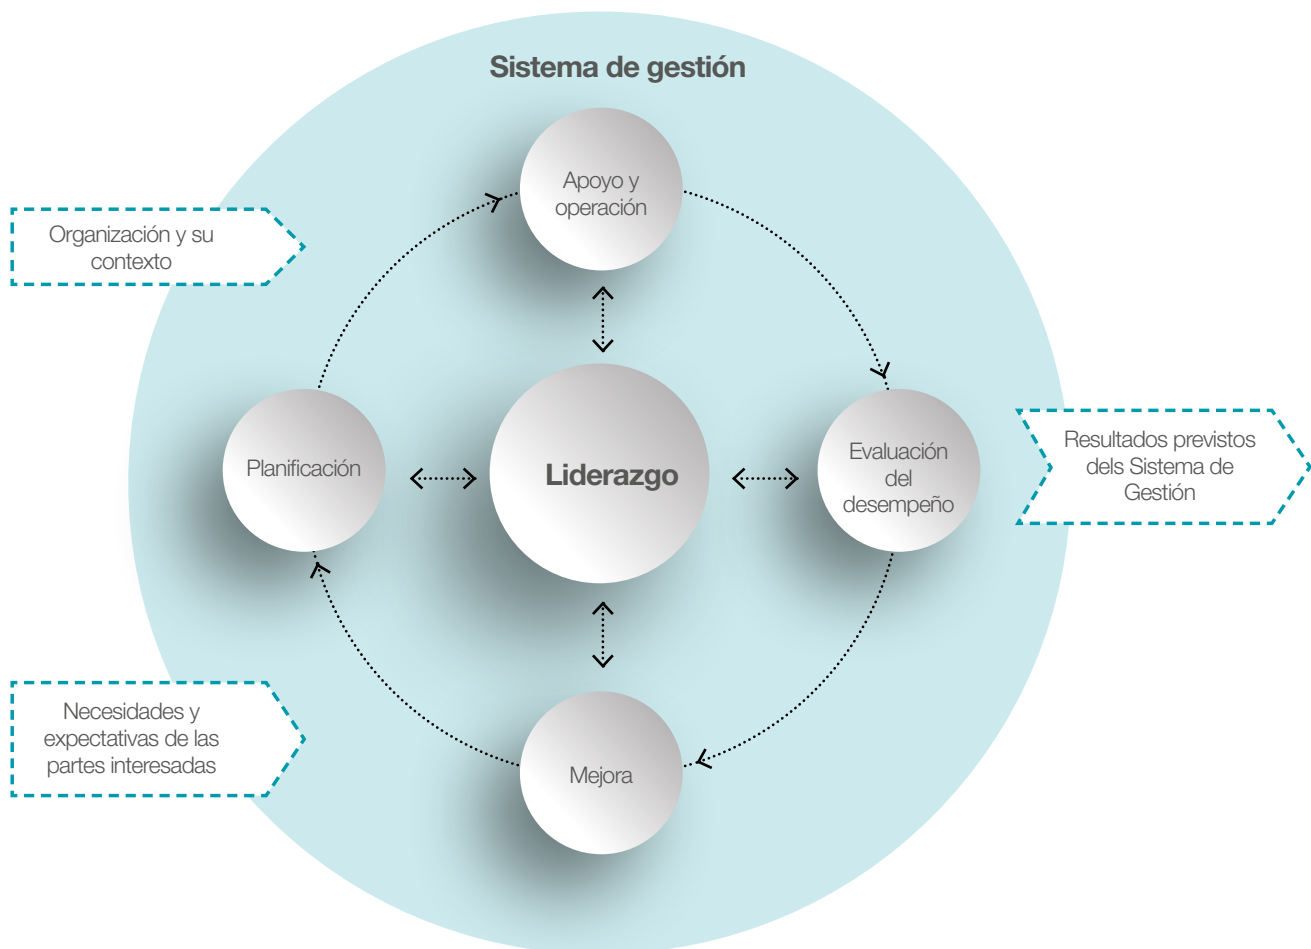 Sistema de gestión
Apoyo y
operación
Organización y su
contexto
Planificación
Liderazgo
Evaluación
del
desempeño
Resultados previstos
dels Sistema de
Gestión
Necesidades y
expectativas de las
partes interesadas
Mejora